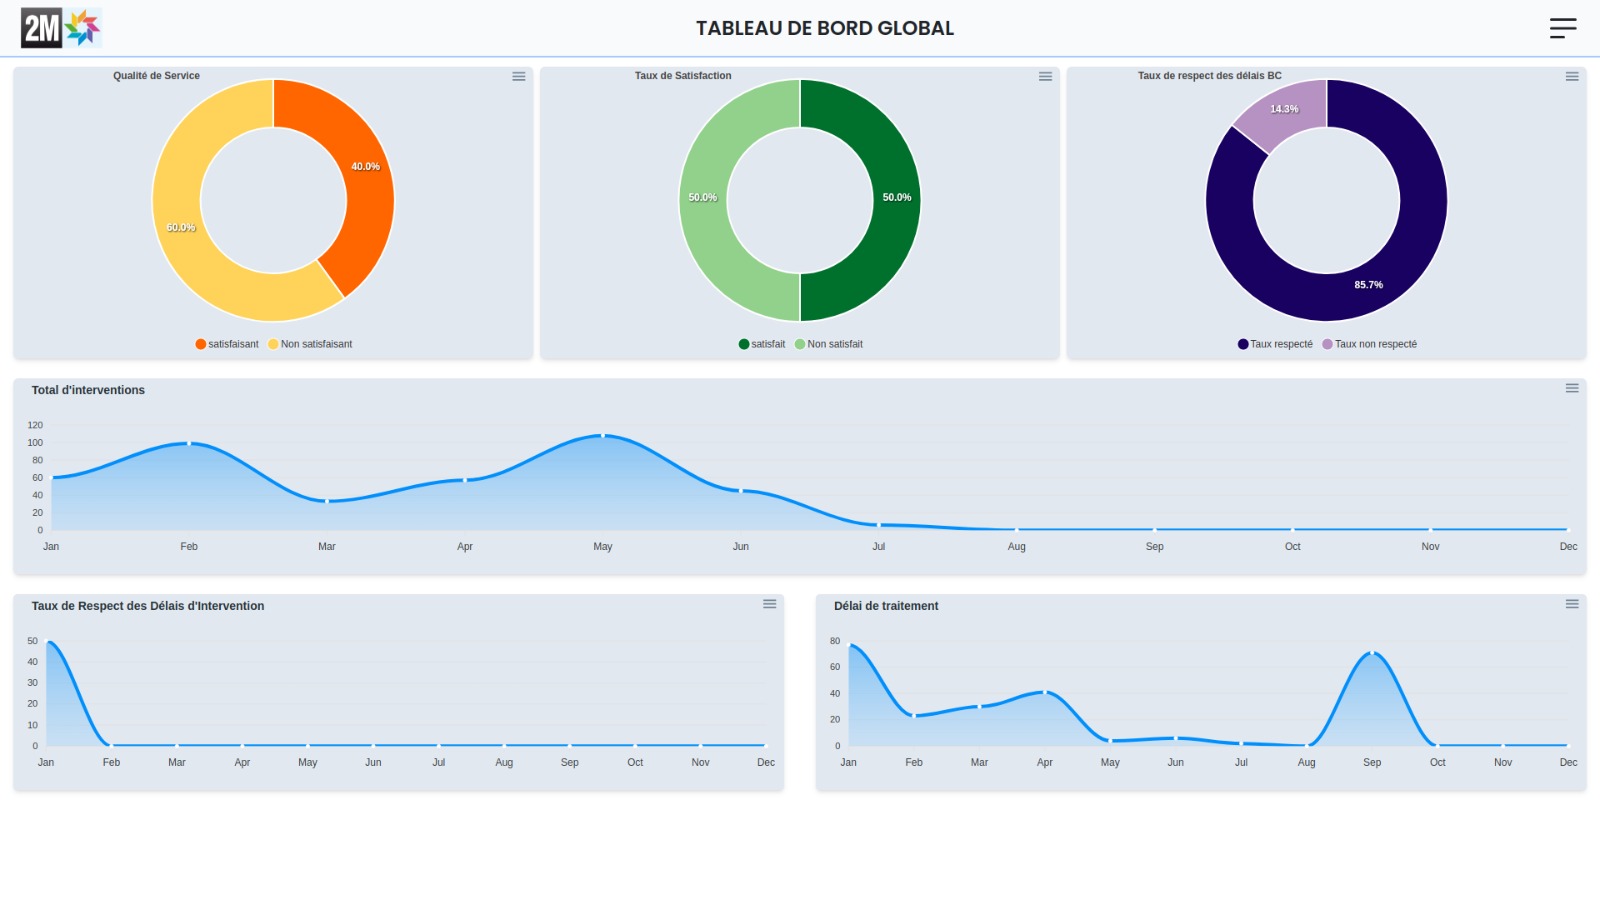 2M
TABLEAU DE BORD GLOBAL
Qualité de Service
40.0%
60.0%
satisfaisant Non satisfaisant
Taux de Satisfaction
50.0% 50.0%
satisfait Non satisfait
Taux de respect des délais BC
14.3%
85.7%
Taux respecté Taux non respecté
Total d'interventions
120
100
80
60
40
20
0
Jan Feb Mar Apr May Jun Jul Aug Sep Oct Nov Dec
Taux de Respect des Délais d'Intervention
50
40
30
20
10
0
Jan Feb Mar Apr May Jun Jul Aug Sep Oct Nov Dec
Délai de traitement
80
60
40
20
0
Jan Feb Mar Apr May Jun Jul Aug Sep Oct Nov Dec